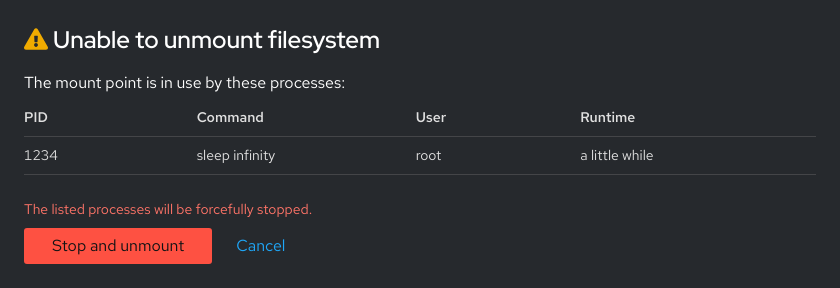 Unable to unmount filesystem
The mount point is in use by these processes:
PID Command User Runtime
1234 sleep infinity root a little while
The listed processes will be forcefully stopped.
Stop and unmount Cancel